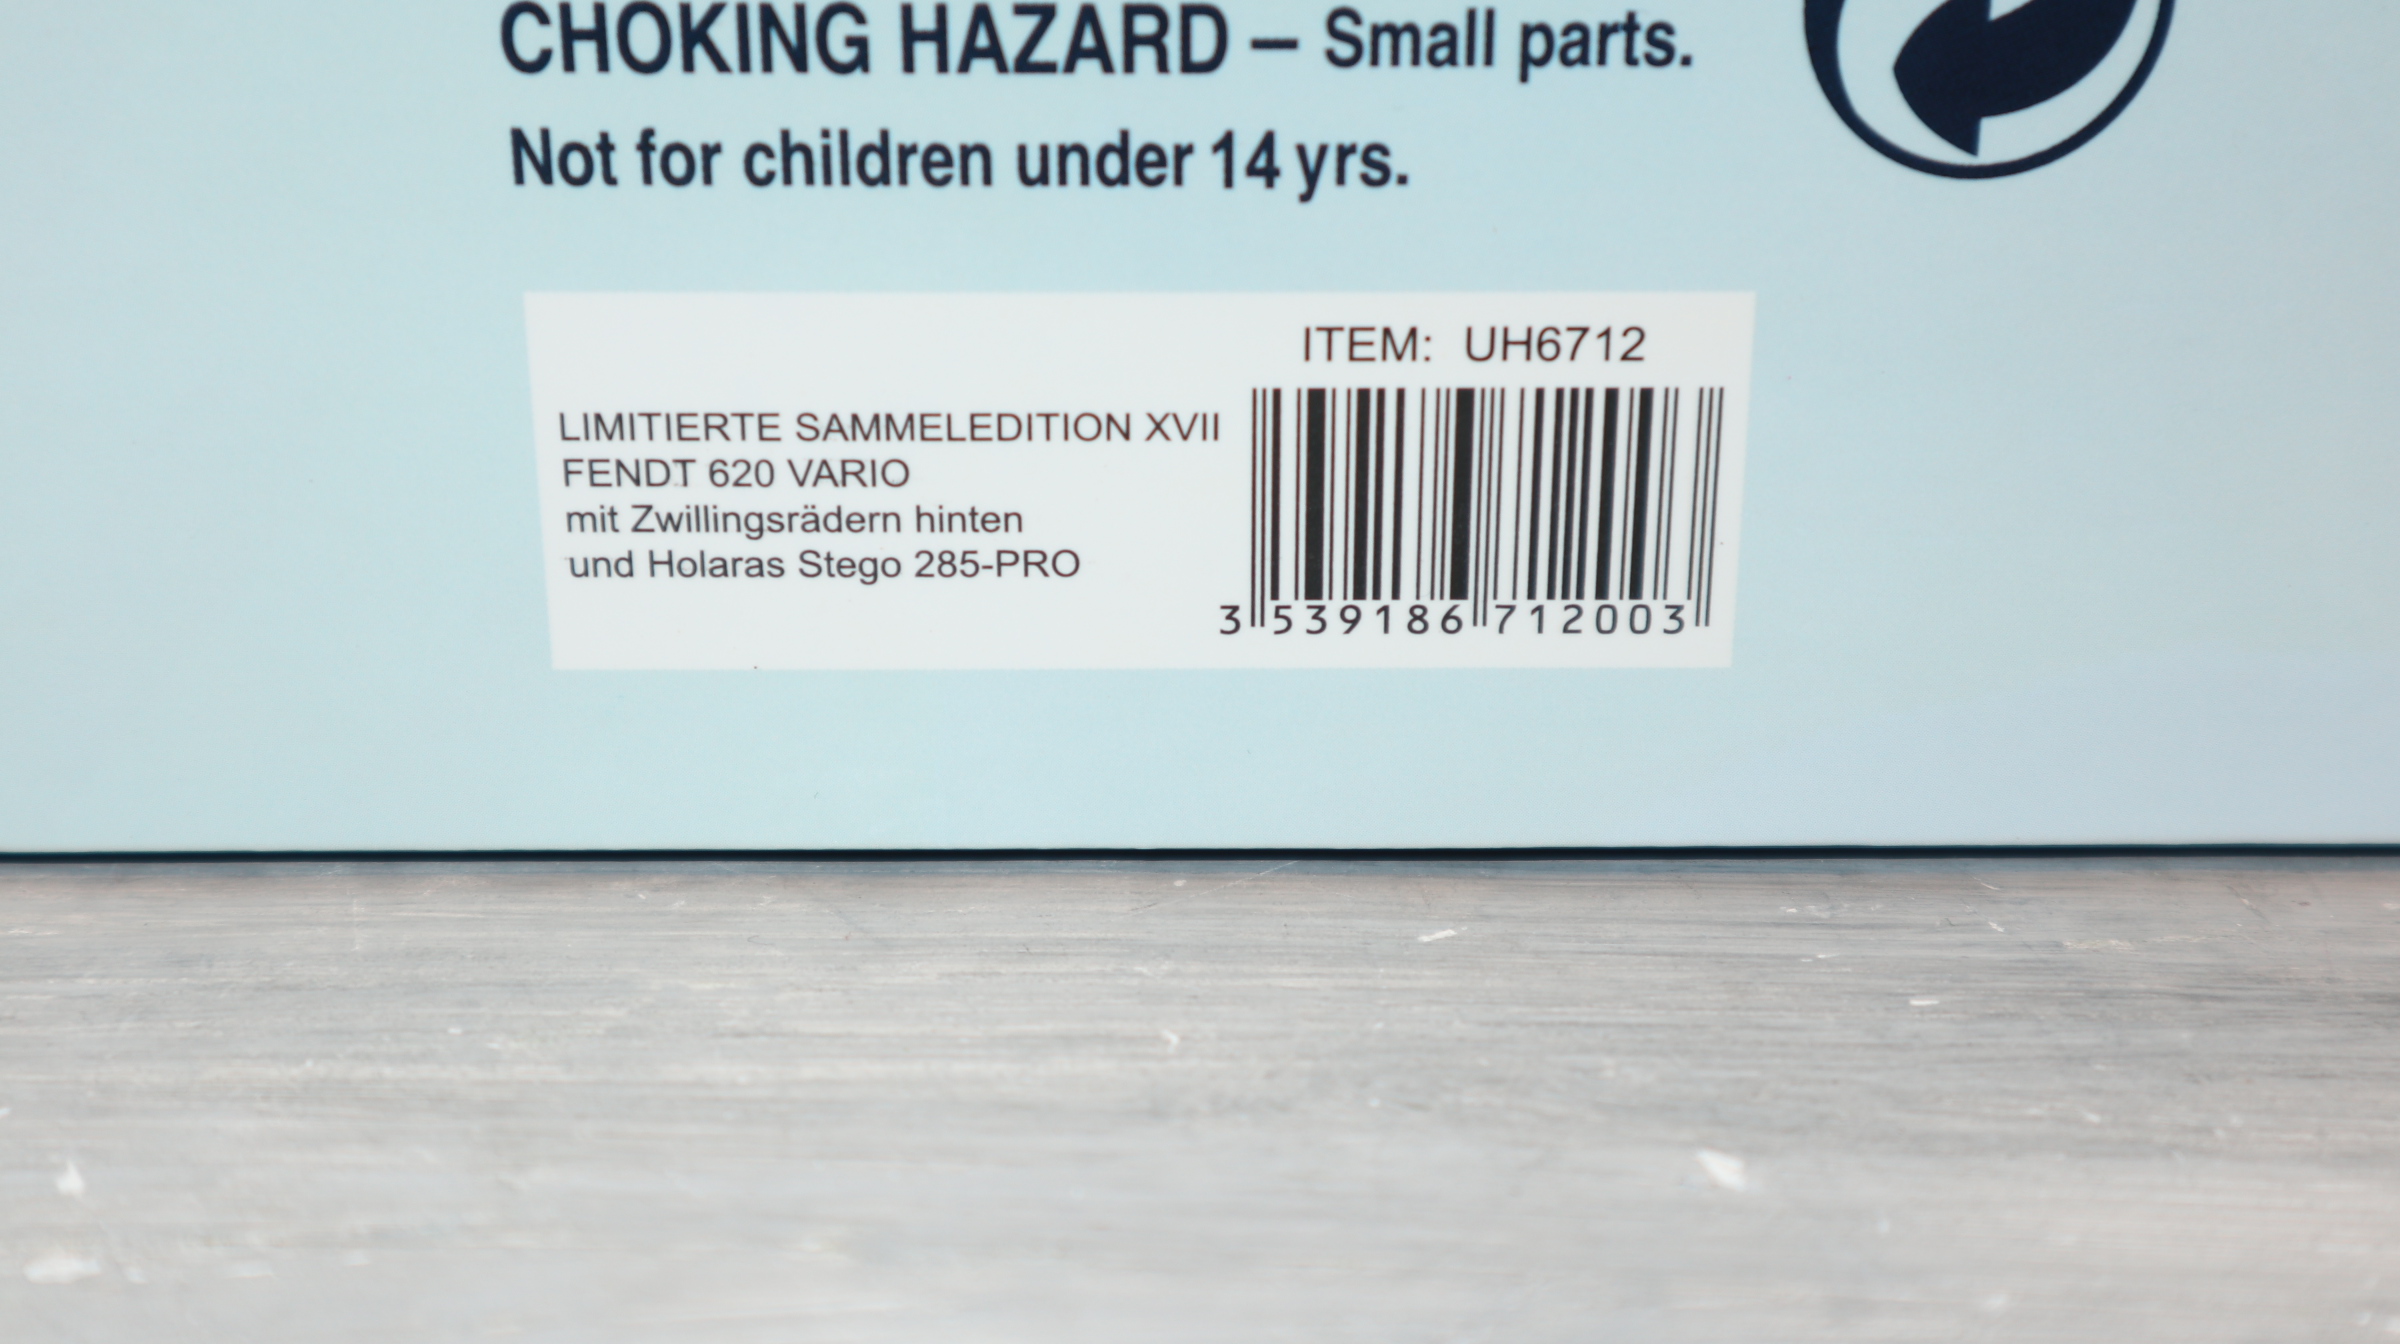 CHOKING HAZARD – Small parts.
Not for children under 14 yrs.
ITEM: UH6712
LIMITIERTE SAMMELEDITION XVII
FENDT 620 VARIO
mit Zwillingsrädern hinten
und Holaras Stego 285-PRO
3 539186 712003